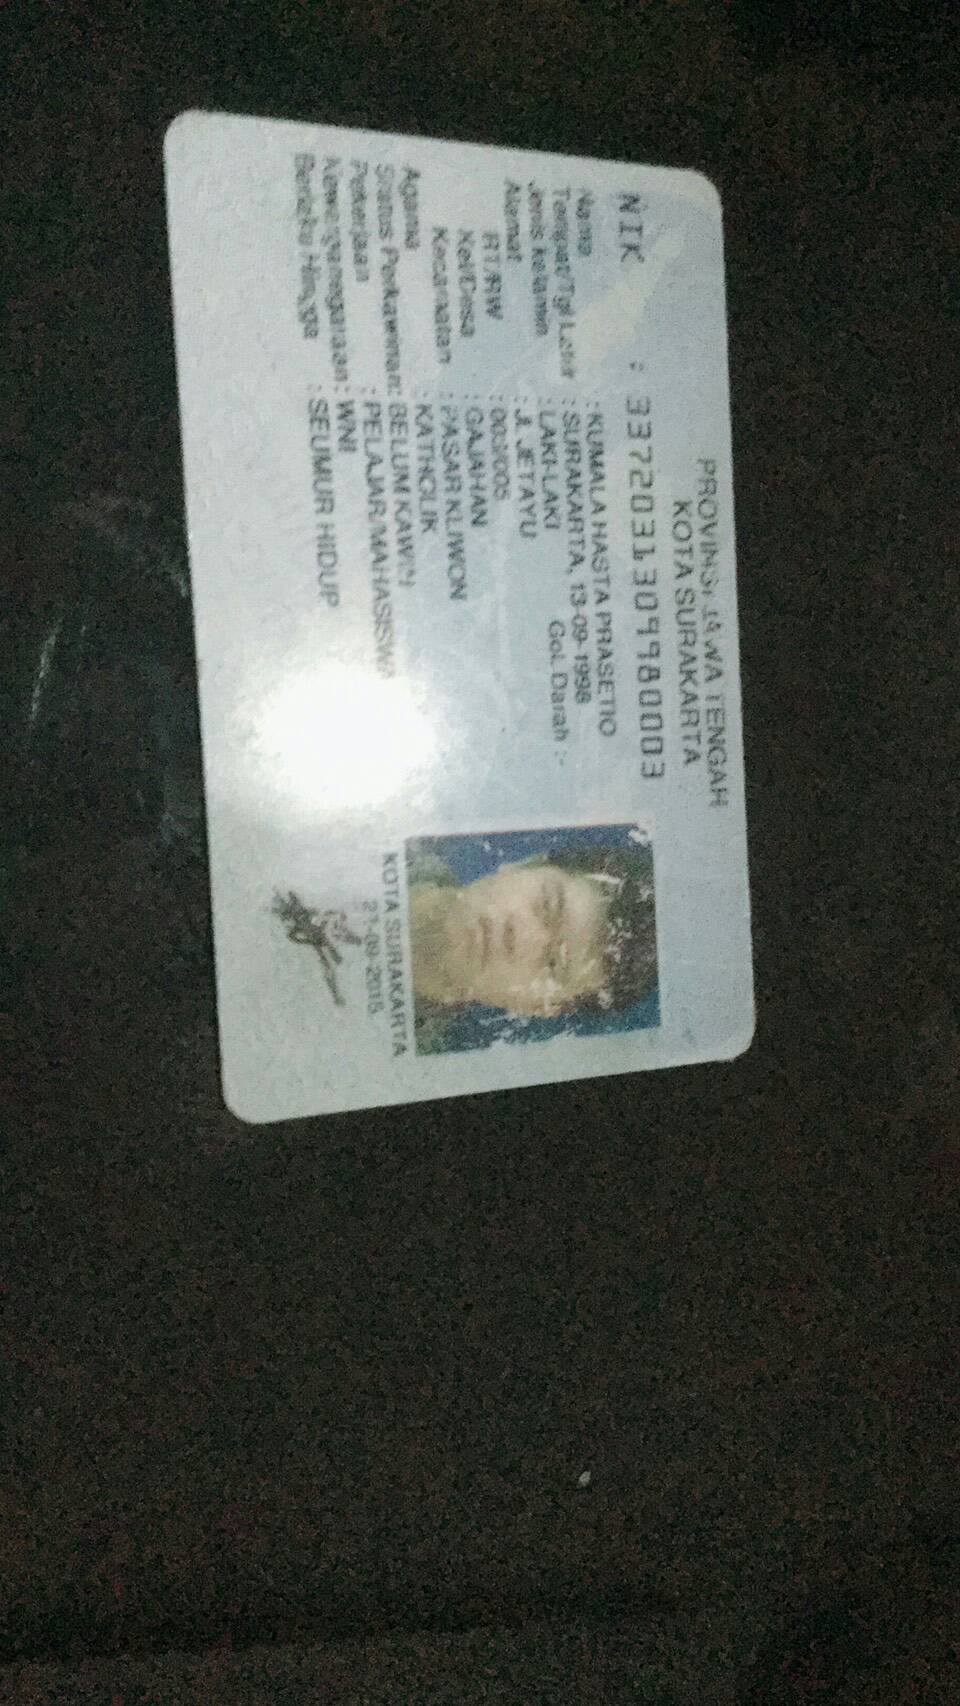 PROVINSI JAWA TENGAH
KOTA SURAKARTA
NIK : 3372031309980003
Nama : KUMALA HASTA PRASETIO
Tempat/Tgl Lahir : SURAKARTA, 13-09-1998
Jenis kelamin : LAKI-LAKI Gol. Darah : -
Alamat : JL JETAYU
RT/RW : 003/005
Kel/Desa : GAJAHAN
Kecamatan : PASAR KLIWON
Agama : KATHOLIK
Status Perkawinan: BELUM KAWIN
Pekerjaan : PELAJAR/MAHASISWA
Kewarganegaraan: WNI
Berlaku Hingga : SEUMUR HIDUP
KOTA SURAKARTA
21-09-2015